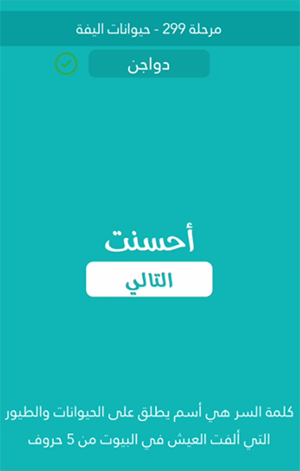 مرحلة 299 - حيوانات اليفة
دواجن
أحسنت
التالي
كلمة السر هي أسم يطلق على الحيوانات والطيور
التي ألفت العيش في البيوت من 5 حروف